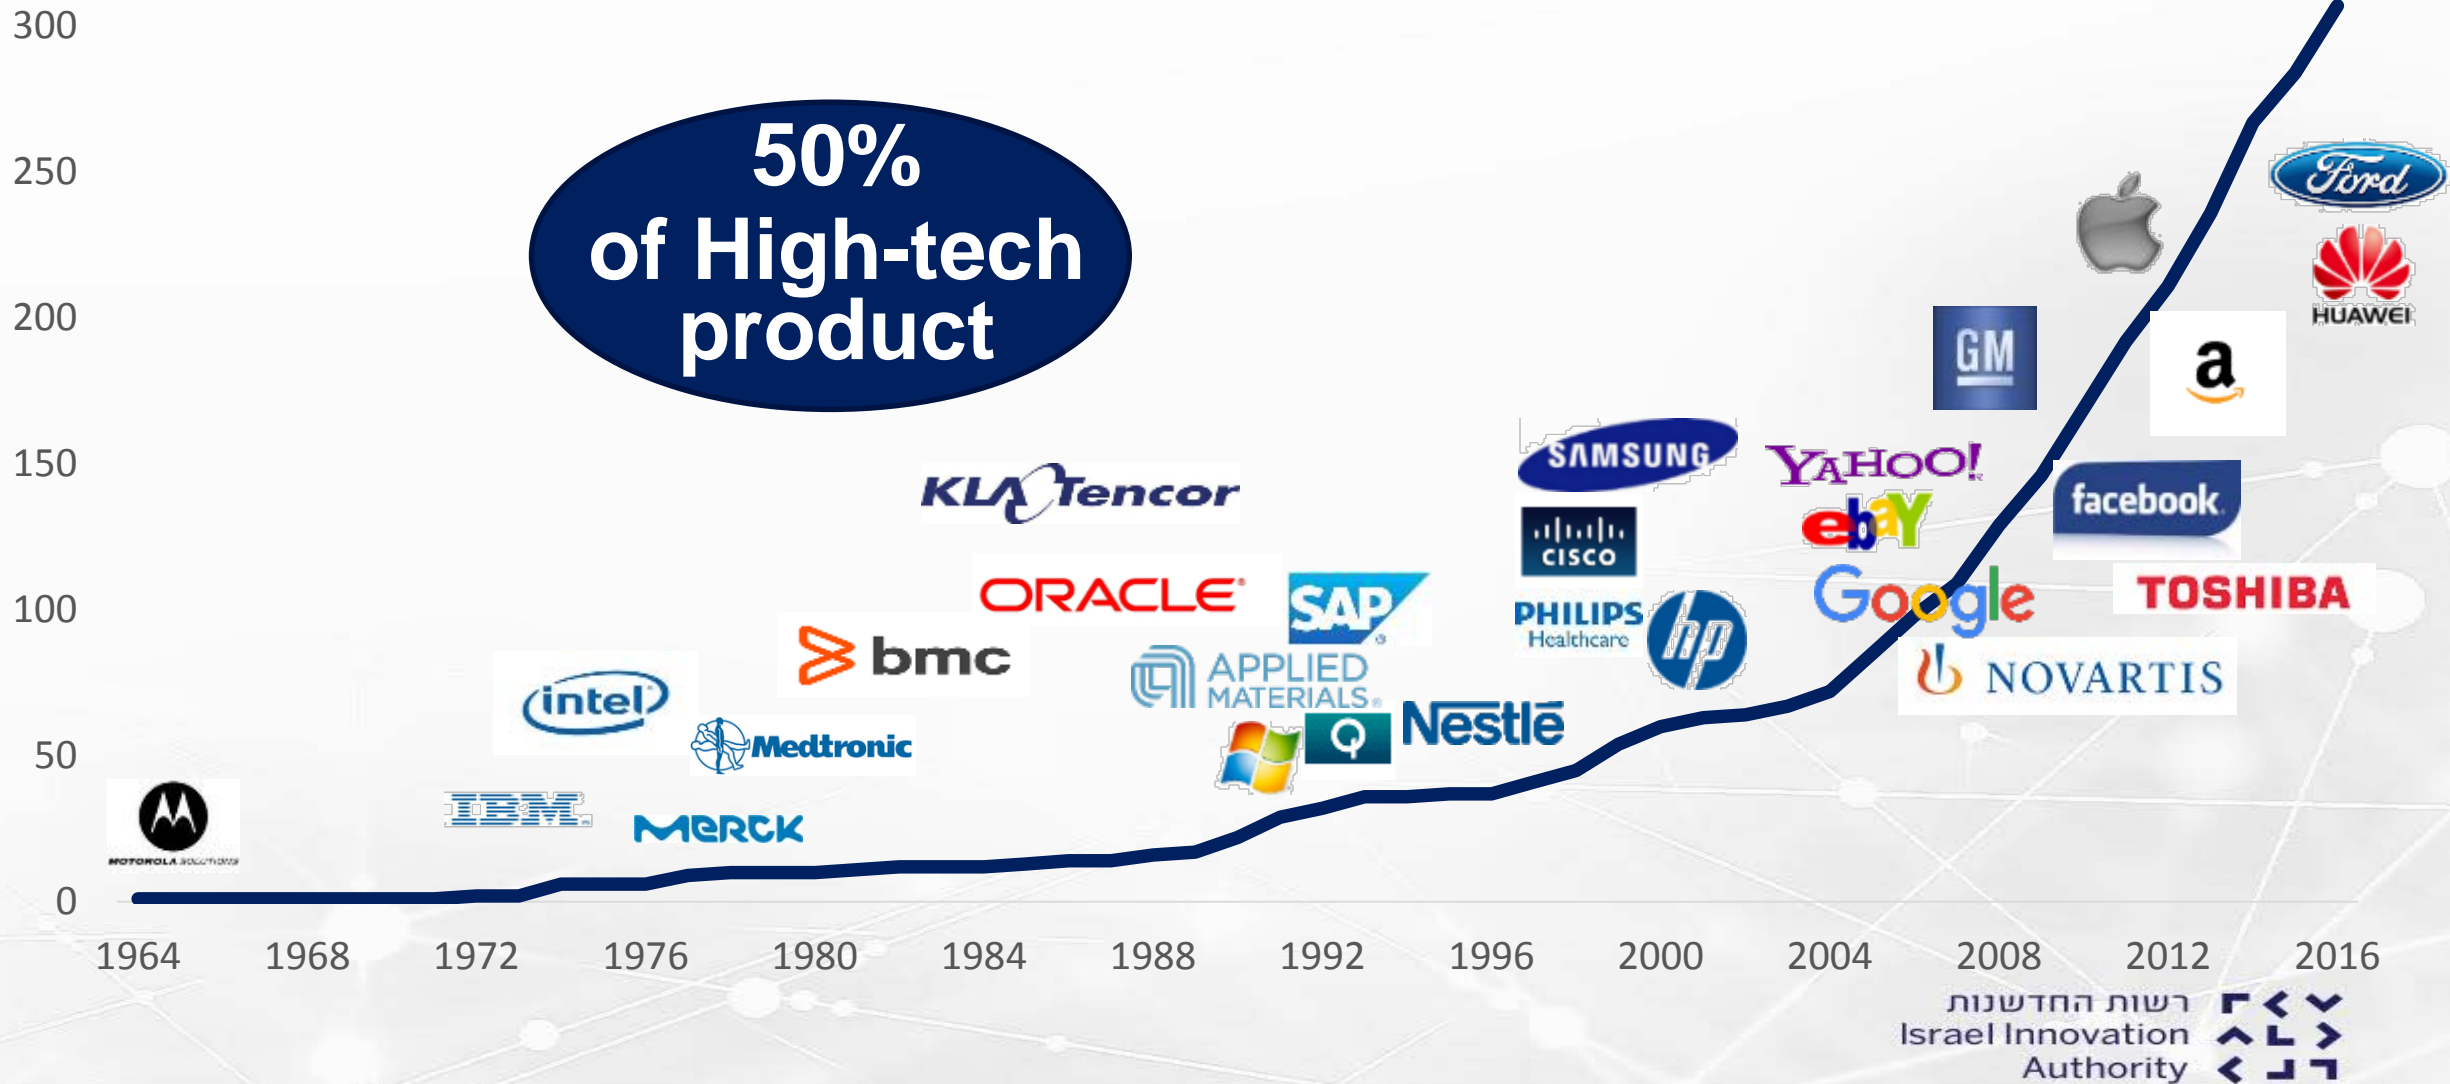 300
250
200
150
100
50
0
50%
of High-tech
product
Ford
HUAWEI
GM
a
SAMSUNG
YAHOO!
KLA Tencor
ebaY
facebook
CISCO
ORACLE
SAP
Google
TOSHIBA
PHILIPS
Healthcare
hp
bmc
APPLIED
MATERIALS
NOVARTIS
intel
Medtronic
Q
Nestlé
MOTOROLA SOLUTIONS
IBM
MERCK
1964 1968 1972 1976 1980 1984 1988 1992 1996 2000 2004 2008 2012 2016
רשות החדשנות
Israel Innovation
Authority